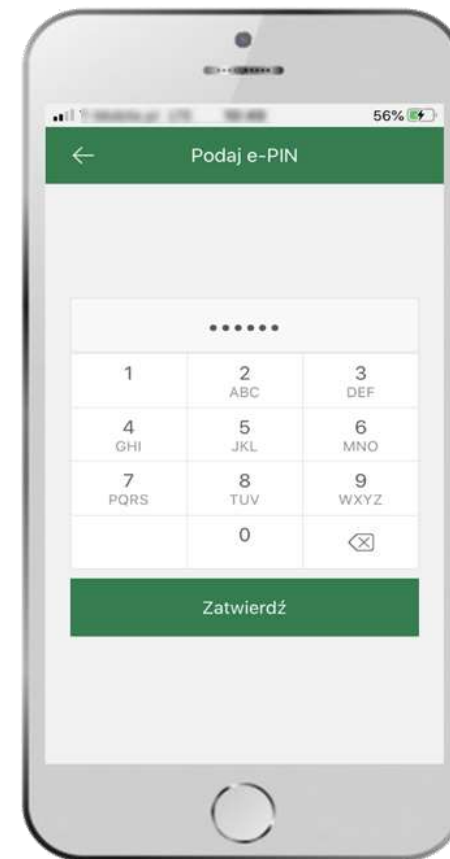 56%
Podaj e-PIN
••••••
1 2 3
ABC DEF
4 5 6
GHI JKL MNO
7 8 9
PQRS TUV WXYZ
0
Zatwierdź